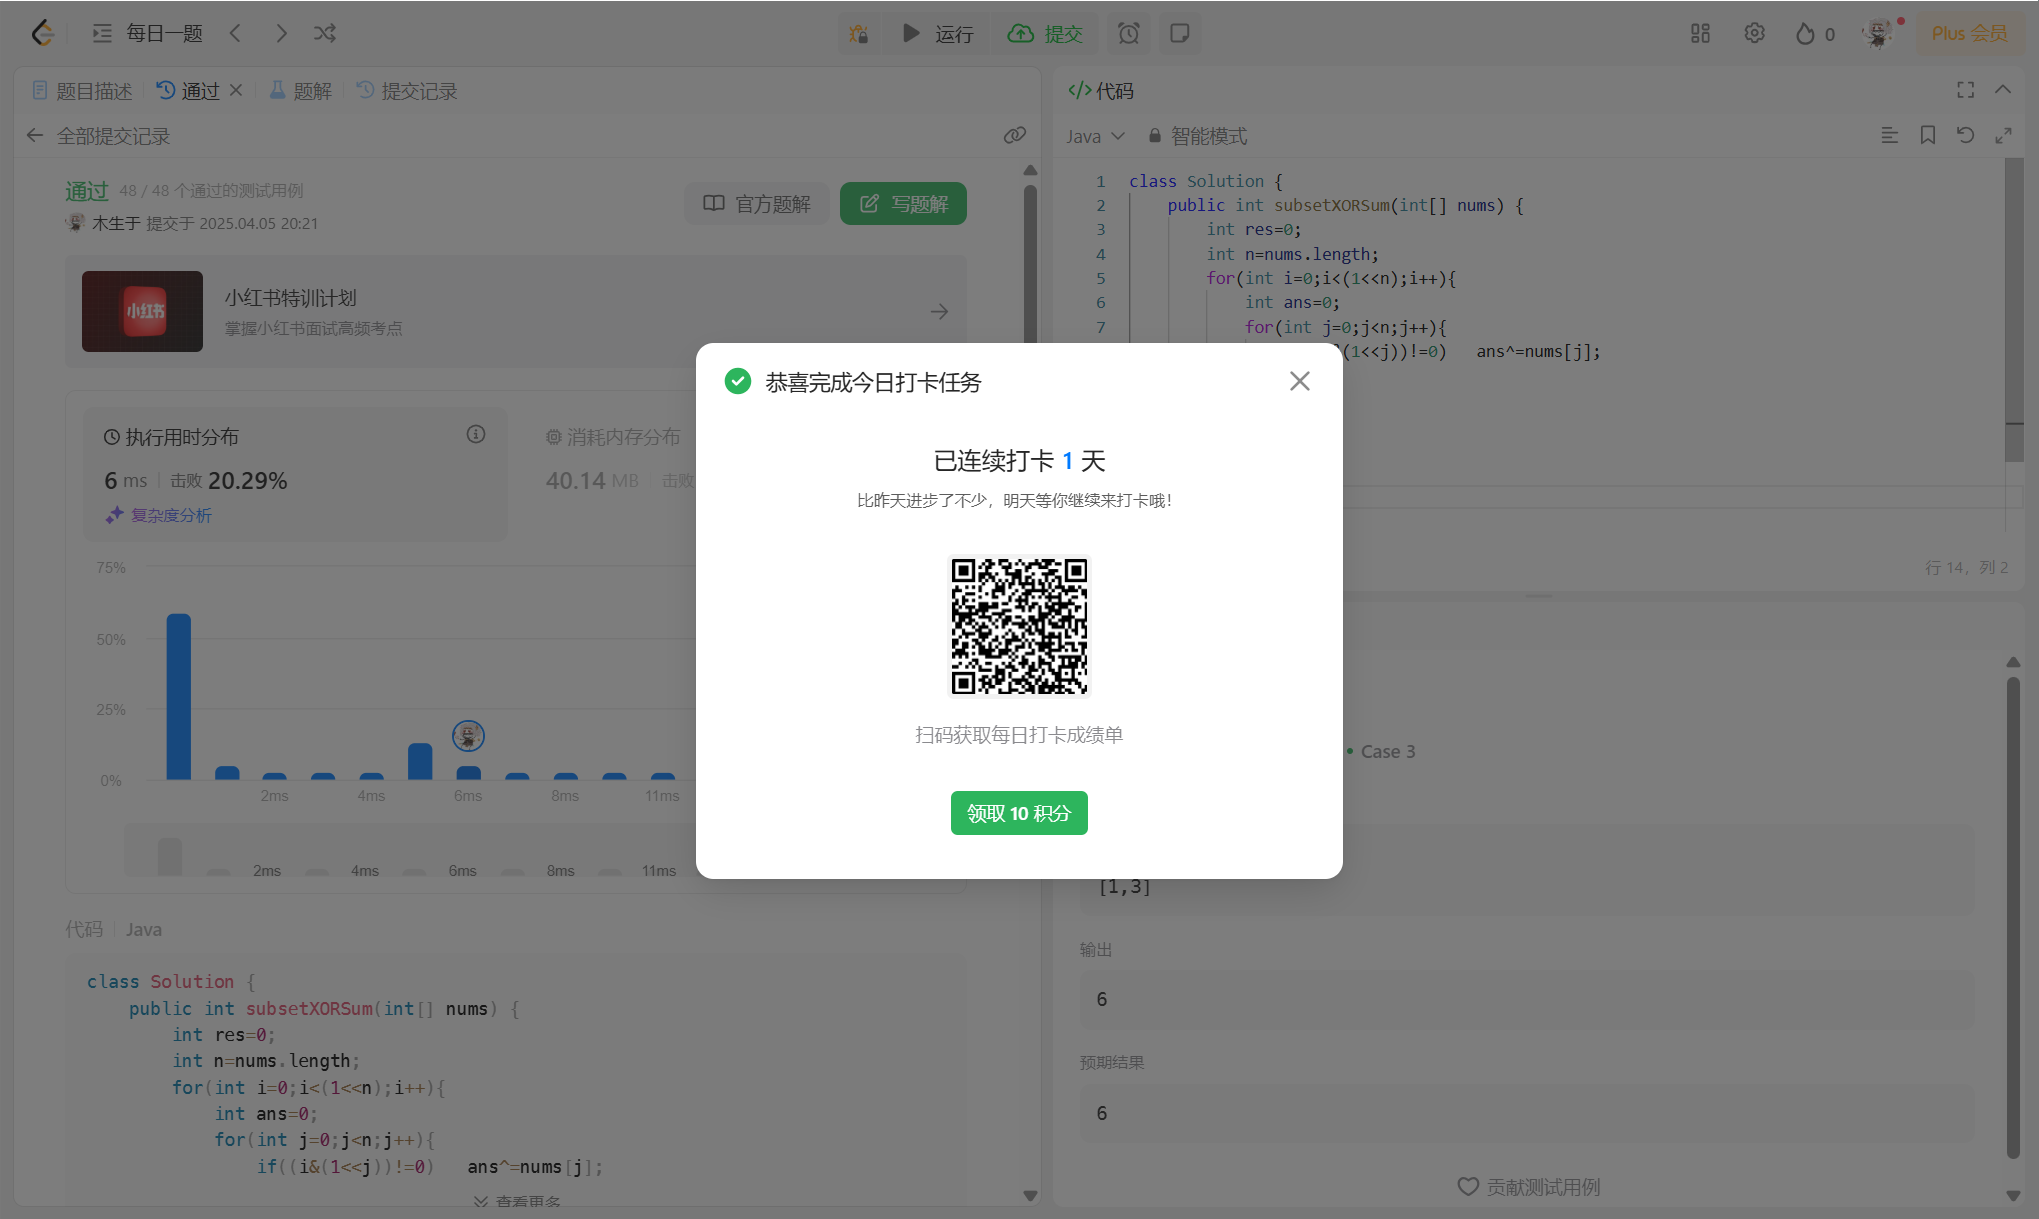 每日一题
运行
提交
0
Plus 会员
题目描述
通过
题解
提交记录
全部提交记录
通过 48 / 48 个通过的测试用例
木生于 提交于 2025.04.05 20:21
官方题解
写题解
小红书
小红书特训计划
掌握小红书面试高频考点
执行用时分布
6 ms 击败 20.29%
复杂度分析
消耗内存分布
40.14 MB 击败
75%
50%
25%
0%
2ms 4ms 6ms 8ms 11ms
2ms 4ms 6ms 8ms 11ms
代码 Java
class Solution {
public int subsetXORSum(int[] nums) {
int res=0;
int n=nums.length;
for(int i=0;i<(1<<n);i++){
int ans=0;
for(int j=0;j<n;j++){
if((i&(1<<j))!=0) ans^=nums[j];
查看更多
恭喜完成今日打卡任务
已连续打卡 1 天
比昨天进步了不少，明天等你继续来打卡哦！
扫码获取每日打卡成绩单
领取 10 积分
</>代码
Java 智能模式
1 class Solution {
2 public int subsetXORSum(int[] nums) {
3 int res=0;
4 int n=nums.length;
5 for(int i=0;i<(1<<n);i++){
6 int ans=0;
7 for(int j=0;j<n;j++){
(1<<j))!=0) ans^=nums[j];
行 14，列 2
Case 3
[1,3]
输出
6
预期结果
6
贡献测试用例